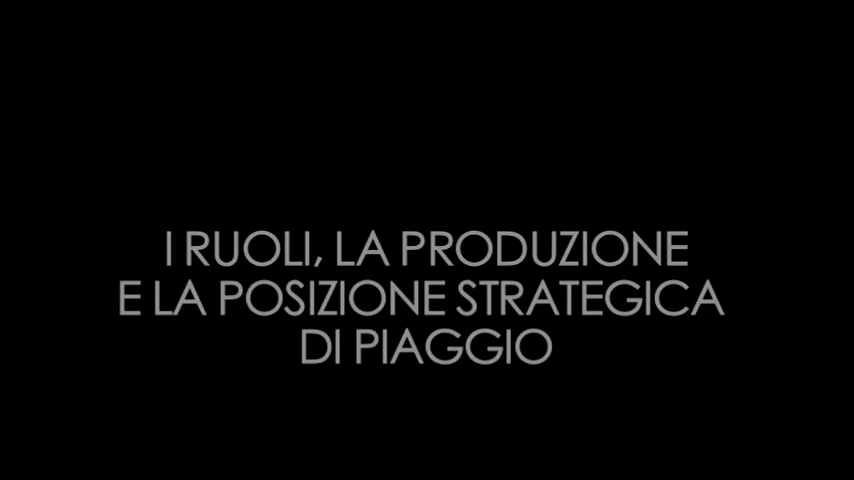 I RUOLI, LA PRODUZIONE
E LA POSIZIONE STRATEGICA
DI PIAGGIO